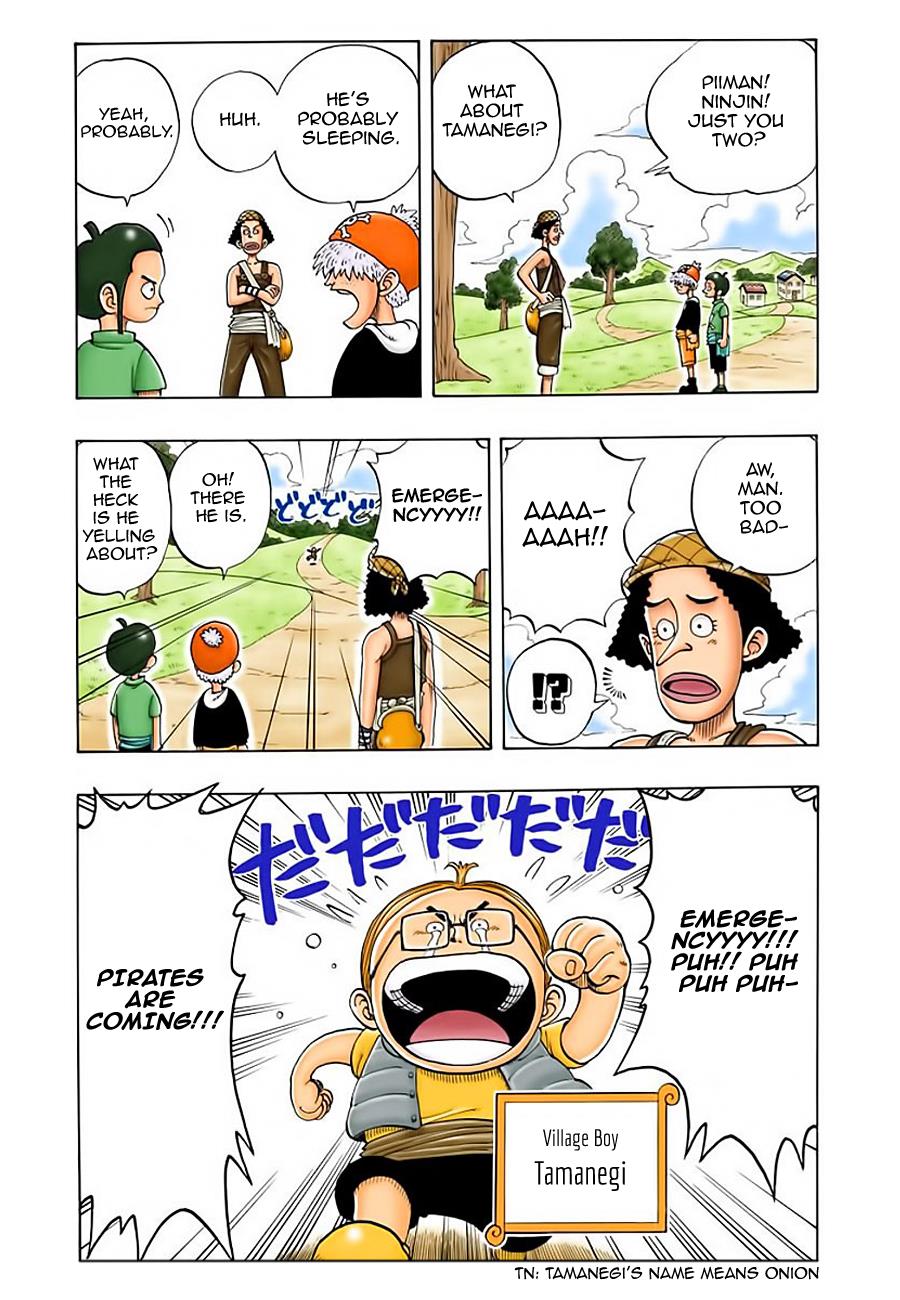 PIIMAN!
NINJIN!
JUST YOU
TWO?
WHAT
ABOUT
TAMANEGI?
HE'S
PROBABLY
SLEEPING.
HUH.
YEAH,
PROBABLY.
AW,
MAN.
TOO
BAD-
AAAA-
AAAH!!
!?
EMERGE-
NCYYYY!!
どどどど
OH!
THERE
HE IS.
WHAT
THE
HECK
IS HE
YELLING
ABOUT?
EMERGE-
NCYYYY!!!
PUH!! PUH
PUH PUH-
だだだだだ
PIRATES
ARE
COMING!!!
Village Boy
Tamanegi
TN: TAMANEGI'S NAME MEANS ONION